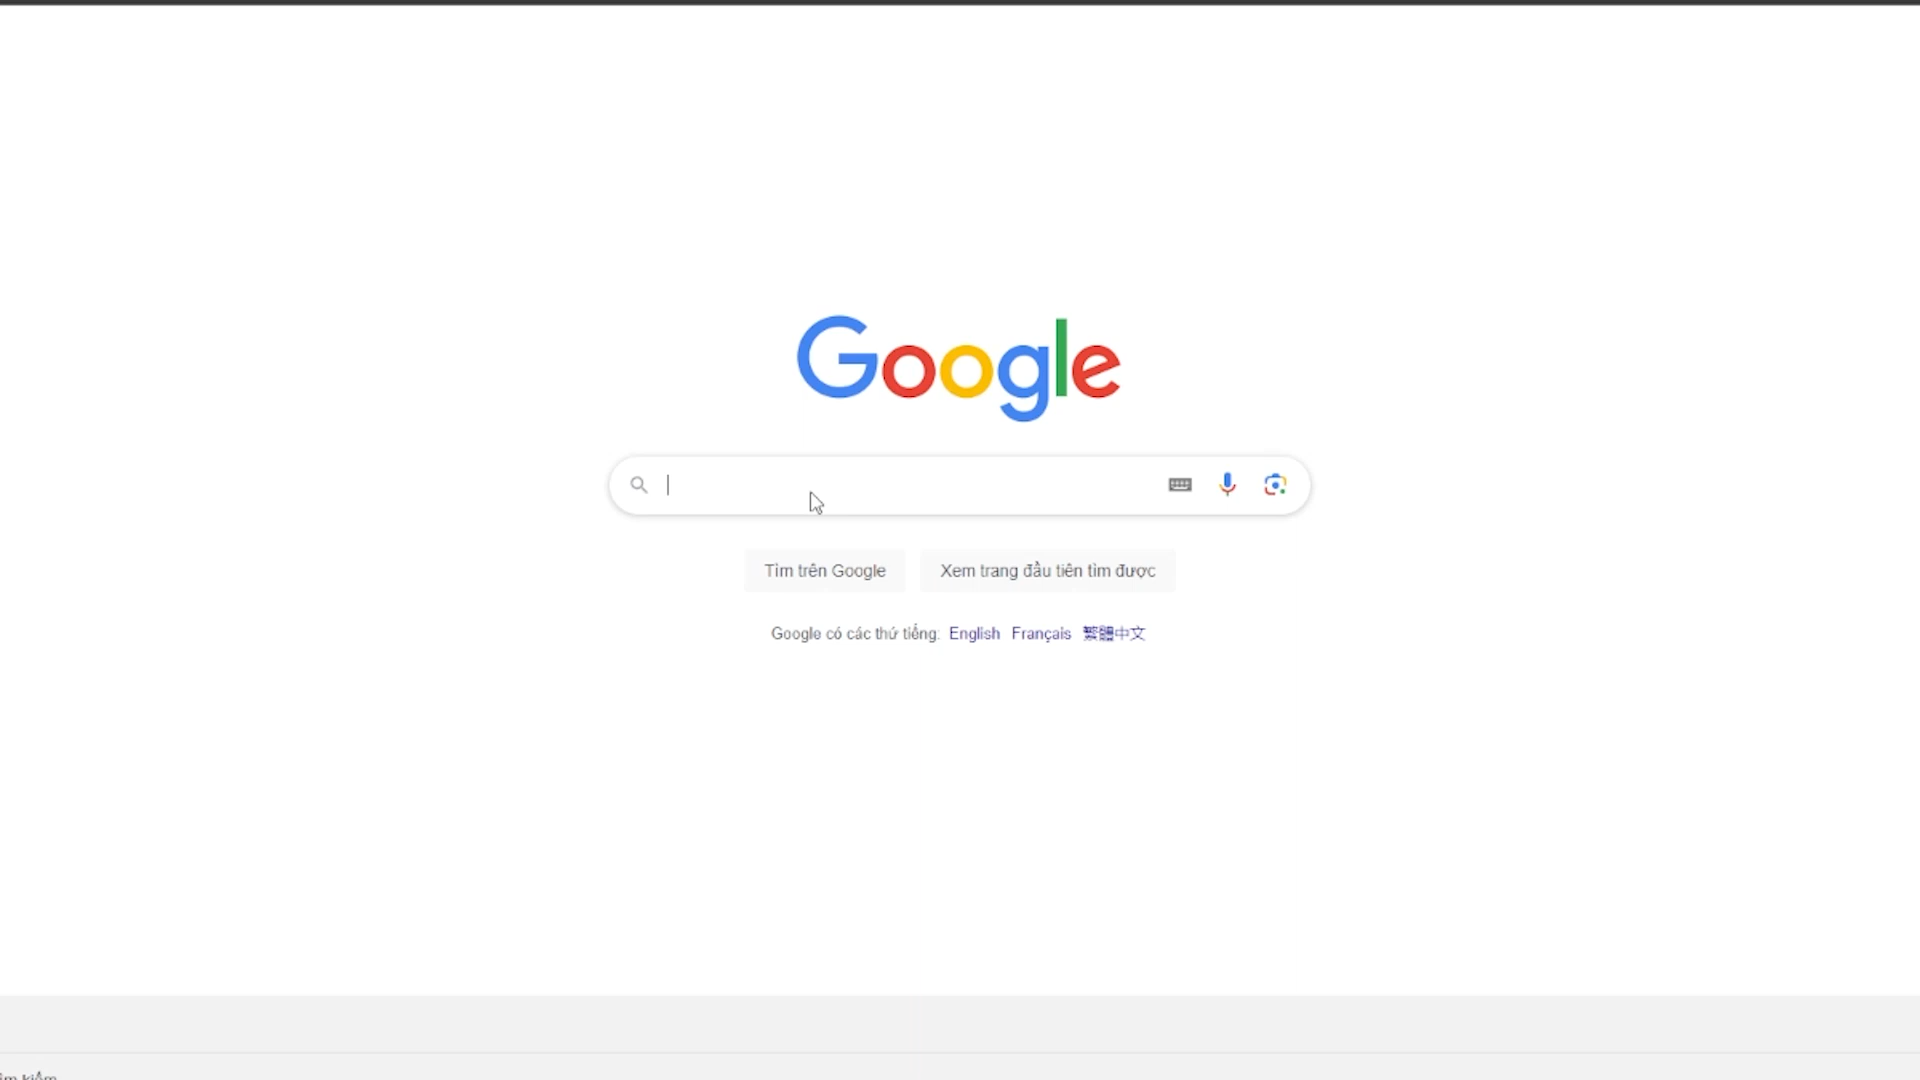 Google
Tìm trên Google
Xem trang đầu tiên tìm được
Google có các thứ tiếng: English Français 繁體中文